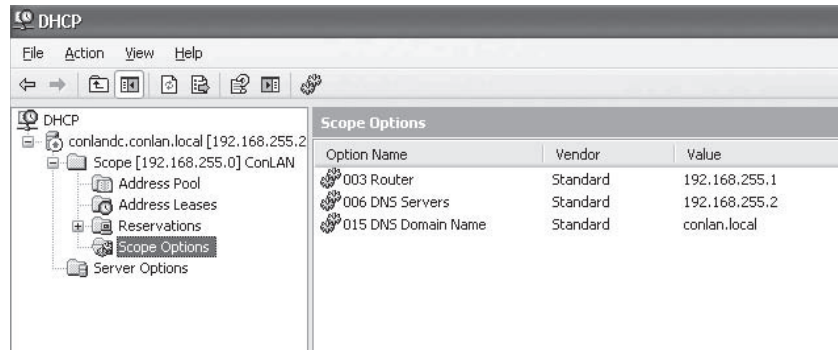 DHCP
File Action View Help
DHCP
conlandc.conlan.local [192.168.255.2
Scope [192.168.255.0] ConLAN
Address Pool
Address Leases
Reservations
Scope Options
Server Options
Scope Options
Option Name Vendor Value
003 Router Standard 192.168.255.1
006 DNS Servers Standard 192.168.255.2
015 DNS Domain Name Standard conlan.local